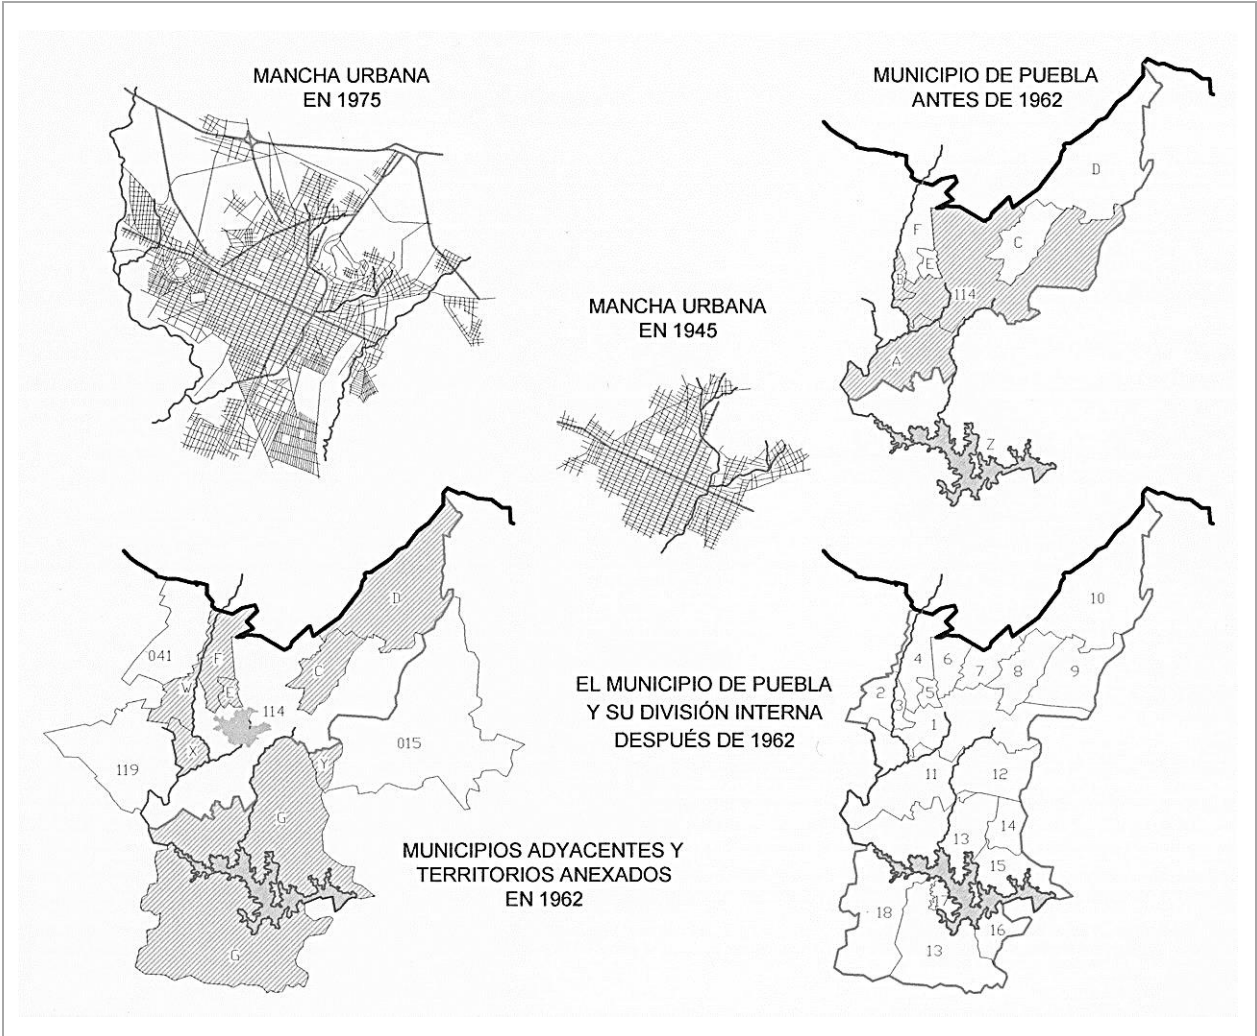 MANCHA URBANA
EN 1975
MUNICIPIO DE PUEBLA
ANTES DE 1962
D
F
C
E
B
114
A
Z
MANCHA URBANA
EN 1945
D
041
F
C
W
E
114
X
Y
015
119
G
G
MUNICIPIOS ADYACENTES Y
TERRITORIOS ANEXADOS
EN 1962
EL MUNICIPIO DE PUEBLA
Y SU DIVISIÓN INTERNA
DESPUÉS DE 1962
10
4
6
7
8
9
2
5
3
1
11
12
14
13
15
17
18
16
13